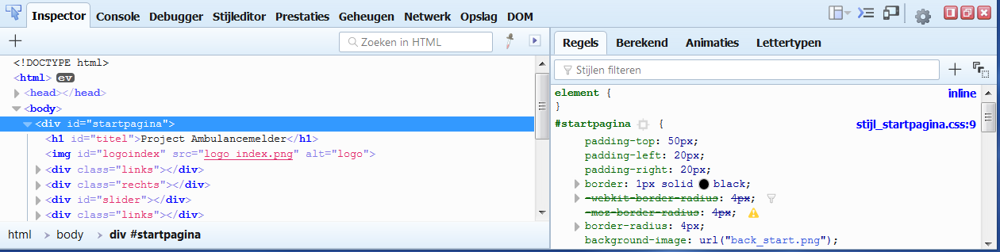 Inspector Console Debugger Stijleditor Prestaties Geheugen Netwerk Opslag DOM
Zoeken in HTML
<!DOCTYPE html>
<html> ev
<head></head>
<body>
<div id="startpagina">
<h1 id="titel">Project Ambulancemelder</h1>
<img id="logoindex" src="logo index.png" alt="logo">
<div class="links"></div>
<div class="rechts"></div>
<div id="slider"></div>
<div class="links"></div>
html > body > div #startpagina
Regels Berekend Animaties Lettertypen
Stijlen filteren
element { inline
}
#startpagina { stijl_startpagina.css:9
padding-top: 50px;
padding-left: 20px;
padding-right: 20px;
border: 1px solid black;
-webkit-border-radius: 4px;
-moz-border-radius: 4px;
border-radius: 4px;
background-image: url("back_start.png");